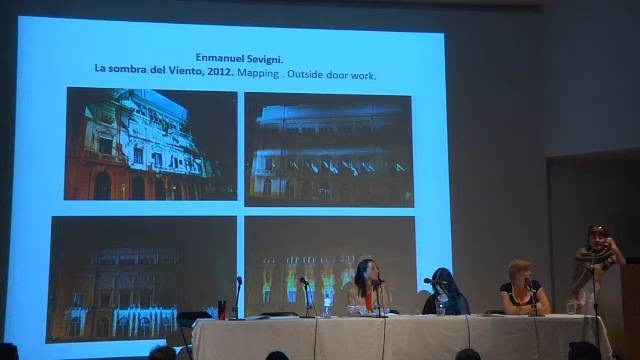 Enmanuel Sevigni.
La sombra del Viento, 2012. Mapping . Outside door work.